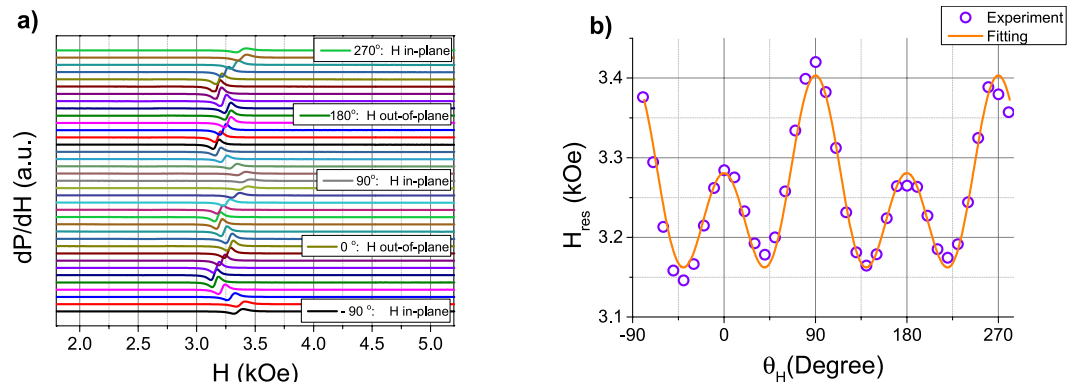 a)
dP/dH (a.u.)
270°: H in-plane
180°: H out-of-plane
90°: H in-plane
0 °: H out-of-plane
- 90 °: H in-plane
2.0 2.5 3.0 3.5 4.0 4.5 5.0
H (kOe)
b)
Experiment
Fitting
H_res (kOe)
3.4
3.3
3.2
3.1
-90 0 90 180 270
θ_H(Degree)